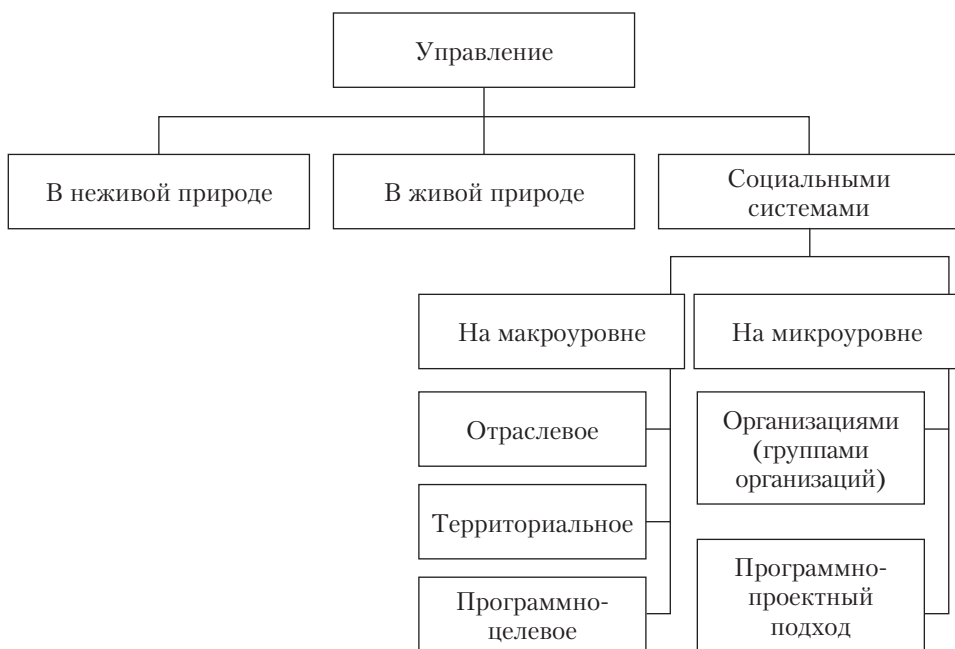 Управление
В неживой природе
В живой природе
Социальными
системами
На макроуровне
На микроуровне
Отраслевое
Организациями
(группами
организаций)
Территориальное
Программно-
целевое
Программно-
проектный
подход